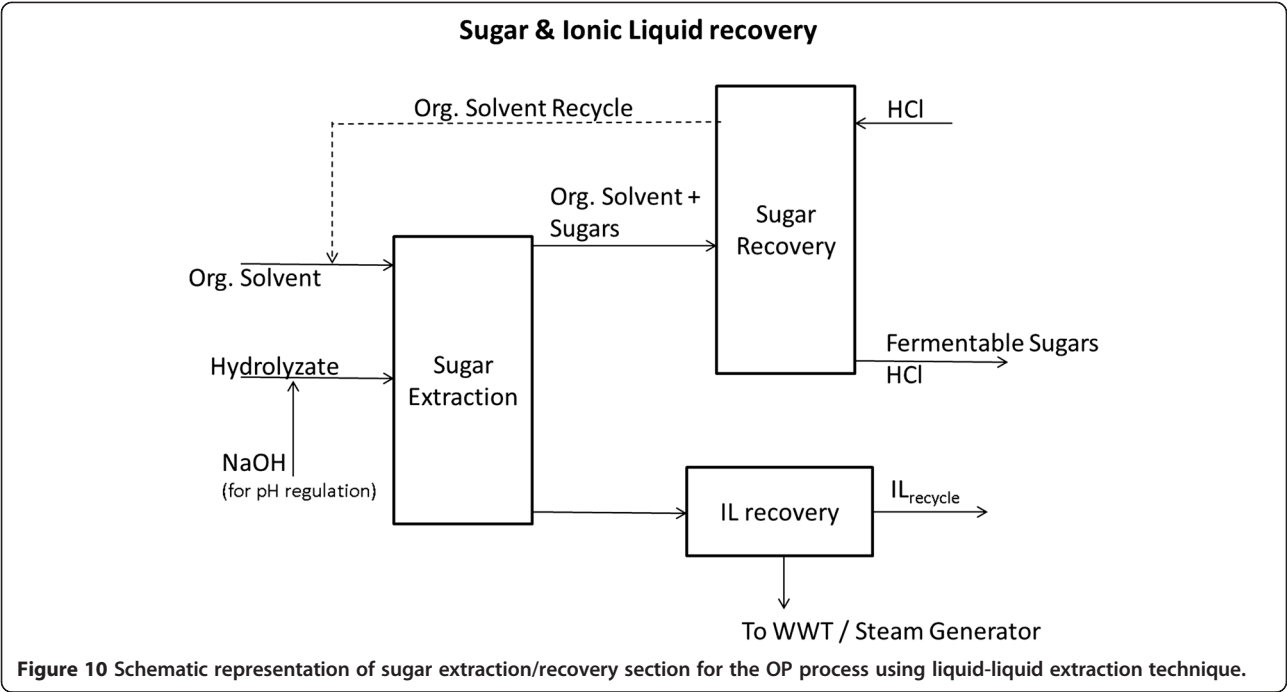 Sugar & Ionic Liquid recovery
Org. Solvent Recycle
HCl
Org. Solvent +
Sugars
Sugar
Recovery
Org. Solvent
Fermentable Sugars
HCl
Hydrolyzate
Sugar
Extraction
NaOH
(for pH regulation)
IL recovery
ILrecycle
To WWT / Steam Generator
Figure 10 Schematic representation of sugar extraction/recovery section for the OP process using liquid-liquid extraction technique.